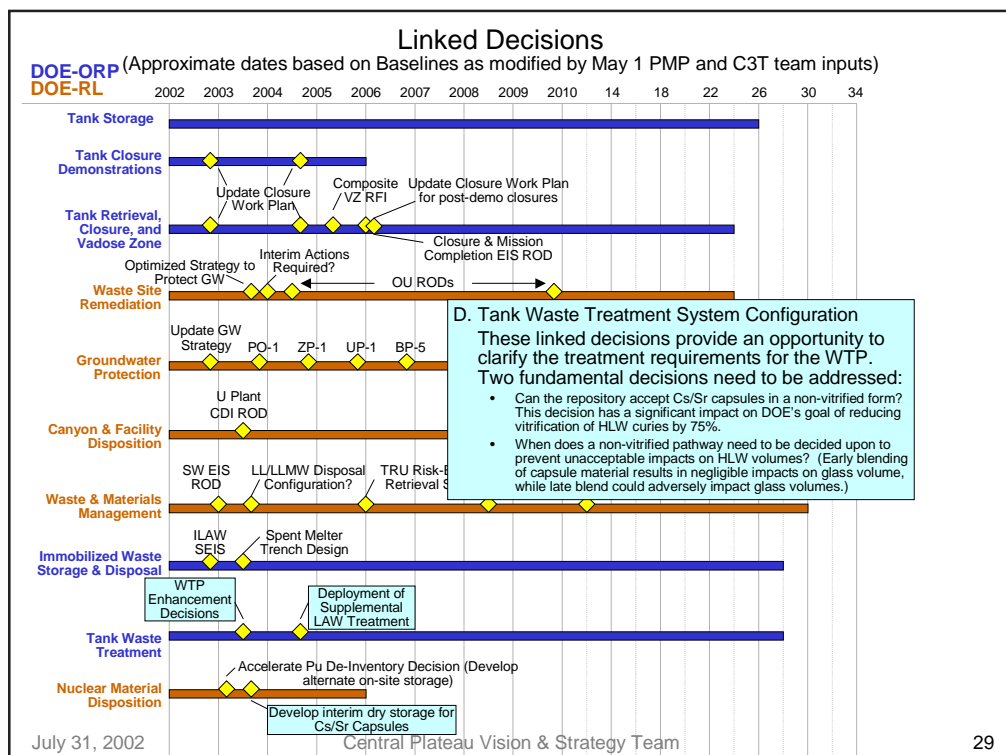 Linked Decisions
(Approximate dates based on Baselines as modified by May 1 PMP and C3T team inputs)
DOE-ORP
DOE-RL
2002 2003 2004 2005 2006 2007 2008 2009 2010 14 18 22 26 30 34
Tank Storage
Tank Closure
Demonstrations
Update Closure
Work Plan
Composite
VZ RFI
Update Closure Work Plan
for post-demo closures
Tank Retrieval,
Closure, and
Vadose Zone
Closure & Mission
Completion EIS ROD
Optimized Strategy to
Protect GW
Interim Actions
Required?
OU RODs
Waste Site
Remediation
D. Tank Waste Treatment System Configuration
These linked decisions provide an opportunity to
clarify the treatment requirements for the WTP.
Two fundamental decisions need to be addressed:
• Can the repository accept Cs/Sr capsules in a non-vitrified form?
This decision has a significant impact on DOE's goal of reducing
vitrification of HLW curies by 75%.
• When does a non-vitrified pathway need to be decided upon to
prevent unacceptable impacts on HLW volumes? (Early blending
of capsule material results in negligible impacts on glass volume,
while late blend could adversely impact glass volumes.)
Update GW
Strategy
PO-1 ZP-1 UP-1 BP-5
Groundwater
Protection
U Plant
CDI ROD
Canyon & Facility
Disposition
SW EIS
ROD
LL/LLMW Disposal
Configuration?
TRU Risk-
Retrieval
Waste & Materials
Management
ILAW
SEIS
Spent Melter
Trench Design
Immobilized Waste
Storage & Disposal
WTP
Enhancement
Decisions
Deployment of
Supplemental
LAW Treatment
Tank Waste
Treatment
Accelerate Pu De-Inventory Decision (Develop
alternate on-site storage)
Nuclear Material
Disposition
Develop interim dry storage for
Cs/Sr Capsules
July 31, 2002
Central Plateau Vision & Strategy Team
29